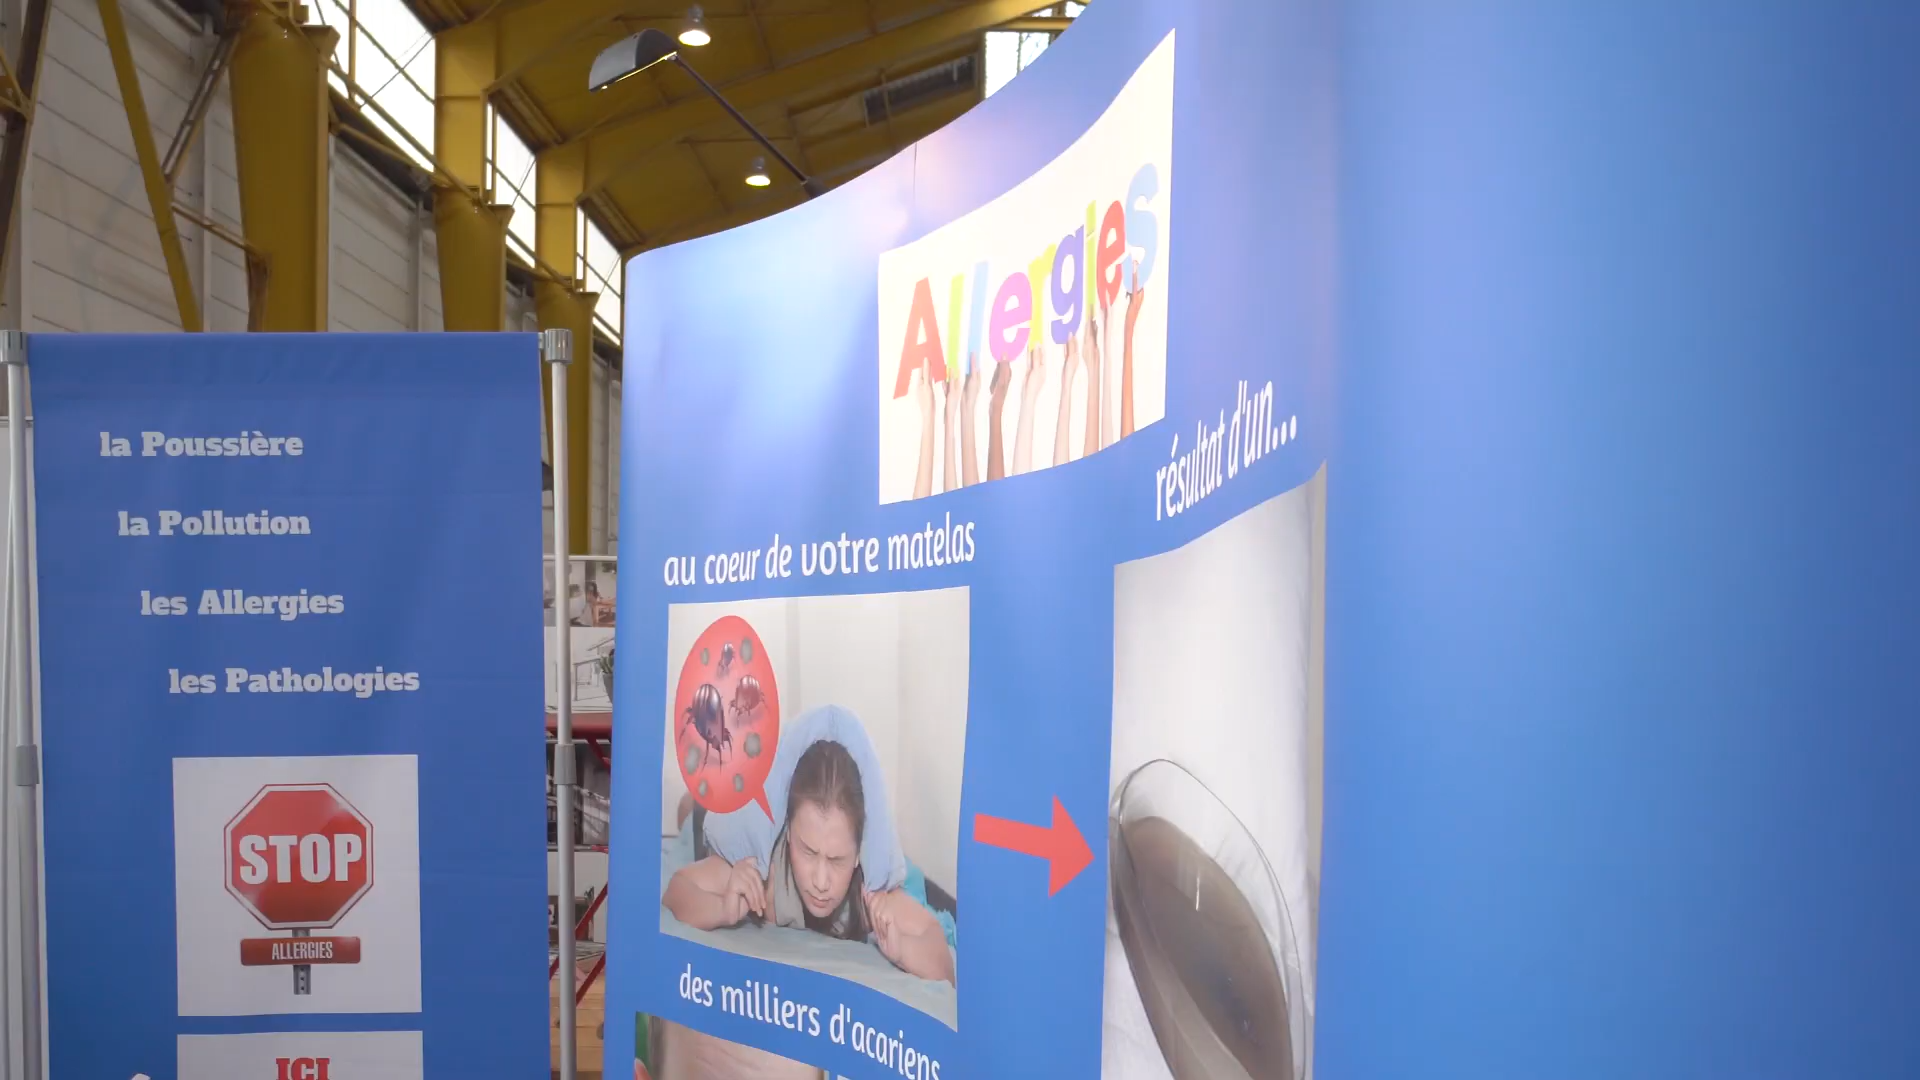 la Poussière
la Pollution
les Allergies
les Pathologies
STOP
ALLERGIES
ICI
Allergies
résultat d'un...
au coeur de votre matelas
des milliers d'acariens